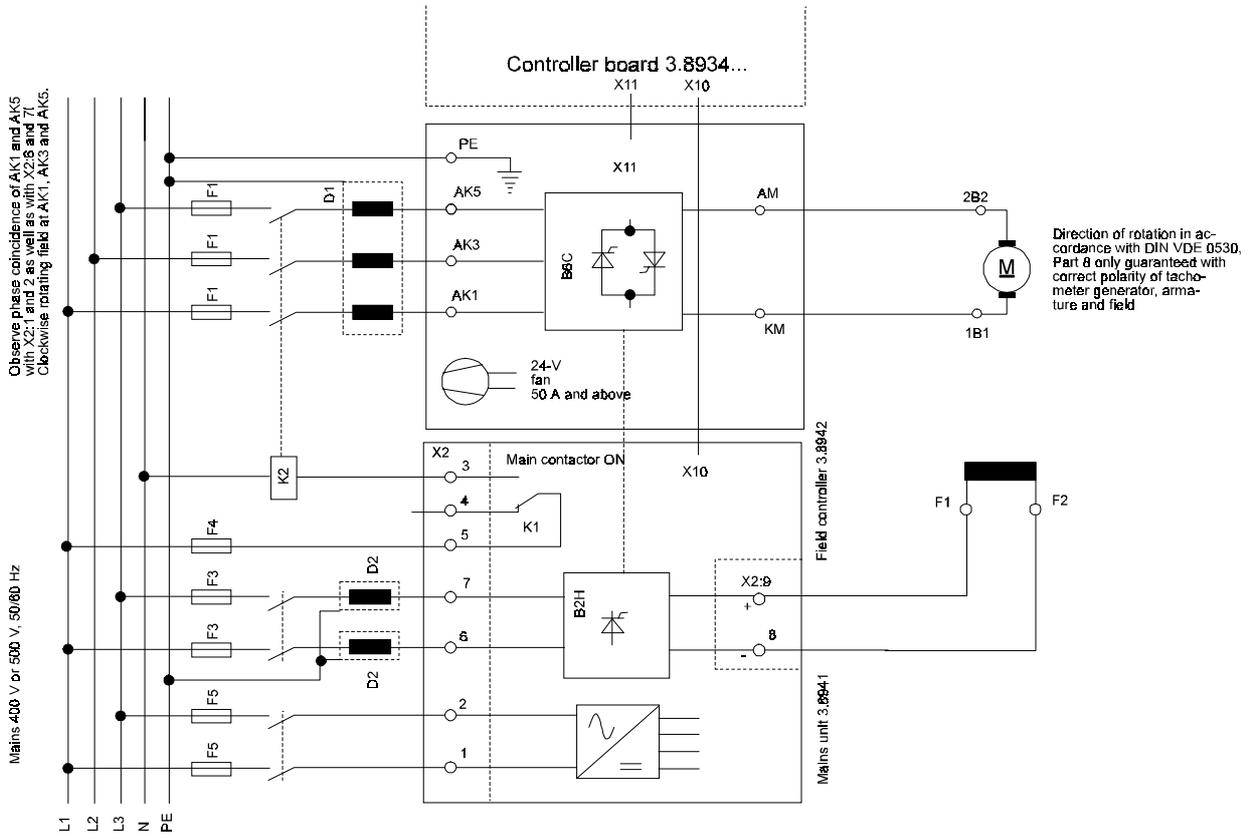 Controller board 3.8934...
X11
X10
Observe phase coincidence of AK1 and AK5
with X2:1 and 2 as well as with X2:6 and 7!
Clockwise rotating field at AK1, AK3 and AK5.
PE
X11
F1
D1
AK5
AM
2B2
F1
AK3
B6C
M
Direction of rotation in ac-
cordance with DIN VDE 0530,
Part 8 only guaranteed with
correct polarity of tacho-
meter generator, arma-
ture and field
F1
AK1
KM
1B1
24-V
fan
50 A and above
X2
Main contactor ON
X10
Field controller 3.8942
K2
3
4
K1
F1
F2
F4
5
Mains 400 V or 500 V, 50/60 Hz
F3
D2
7
B2H
X2:9
+
F3
D2
6
8
-
F5
2
Mains unit 3.8941
F5
1
L1
L2
L3
N
PE